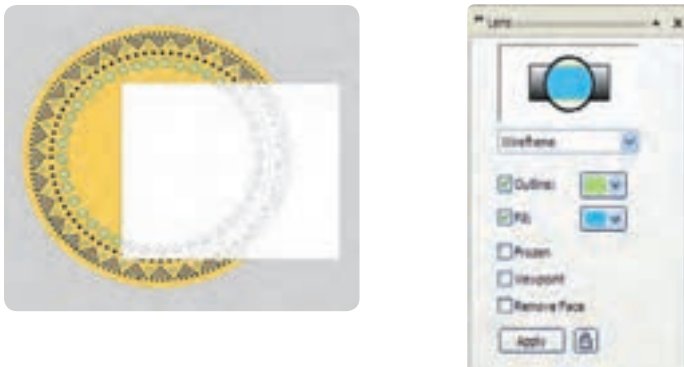 Lens
Wireframe
Outline:
Fill:
Frozen
Viewpoint
Remove Face
Apply